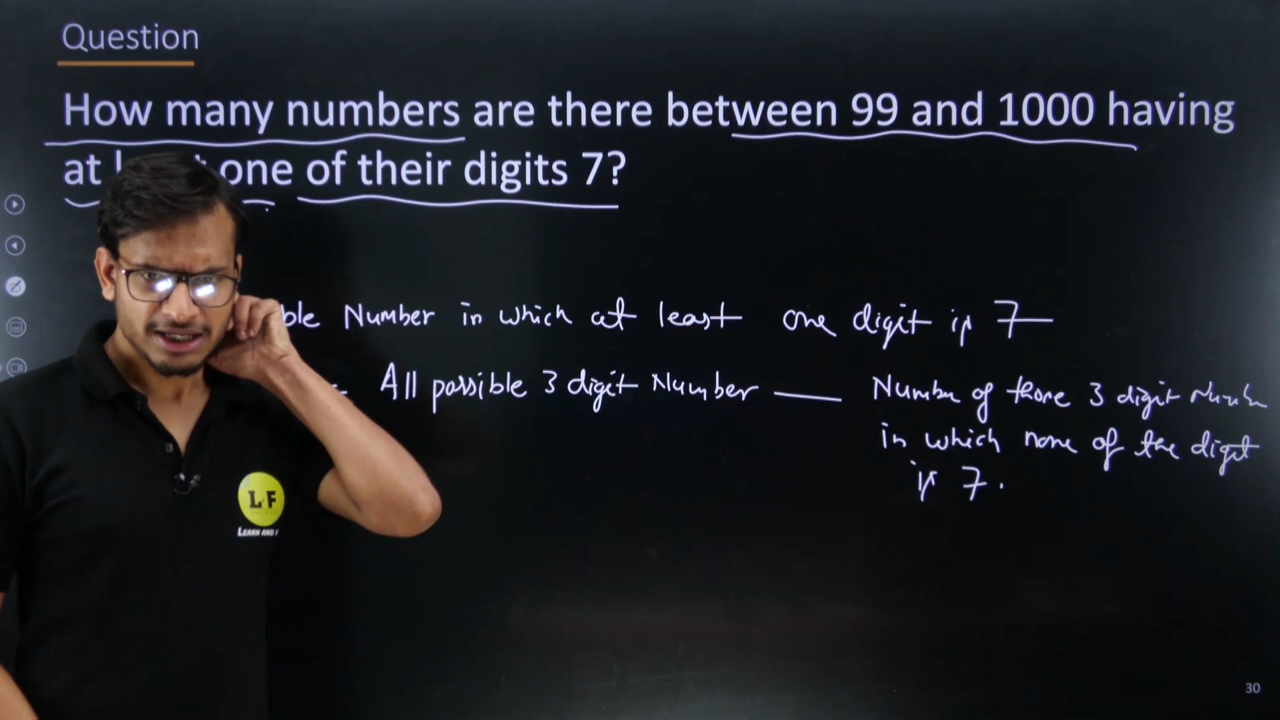 Question
How many numbers are there between 99 and 1000 having
at one of their digits 7?
Number in which at least one digit is 7
= All possible 3 digit Number — Number of those 3 digit
in which none of the digit
is 7.
L F
LEARN AND
30